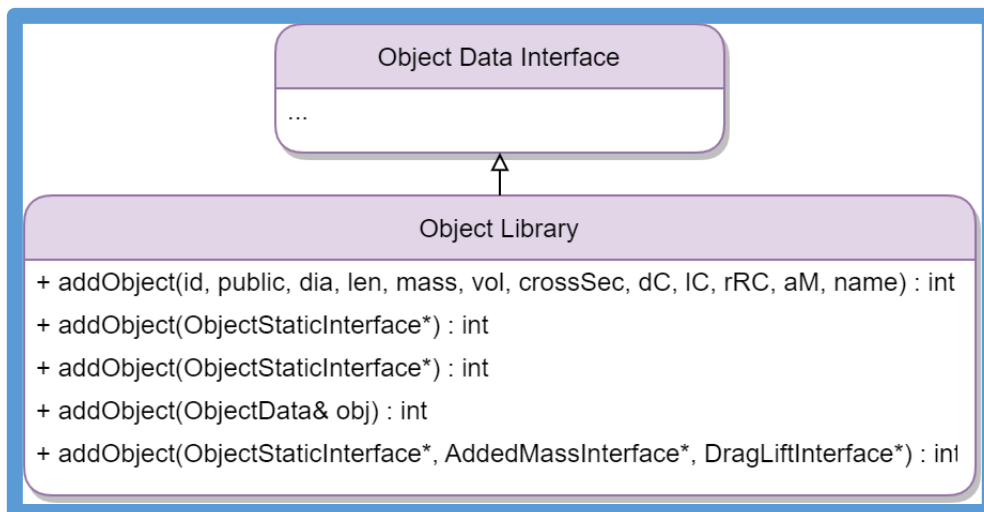 Object Data Interface
...
Object Library
+ addObject(id, public, dia, len, mass, vol, crossSec, dC, lC, rRC, aM, name) : int
+ addObject(ObjectStaticInterface*) : int
+ addObject(ObjectStaticInterface*) : int
+ addObject(ObjectData& obj) : int
+ addObject(ObjectStaticInterface*, AddedMassInterface*, DragLiftInterface*) : int